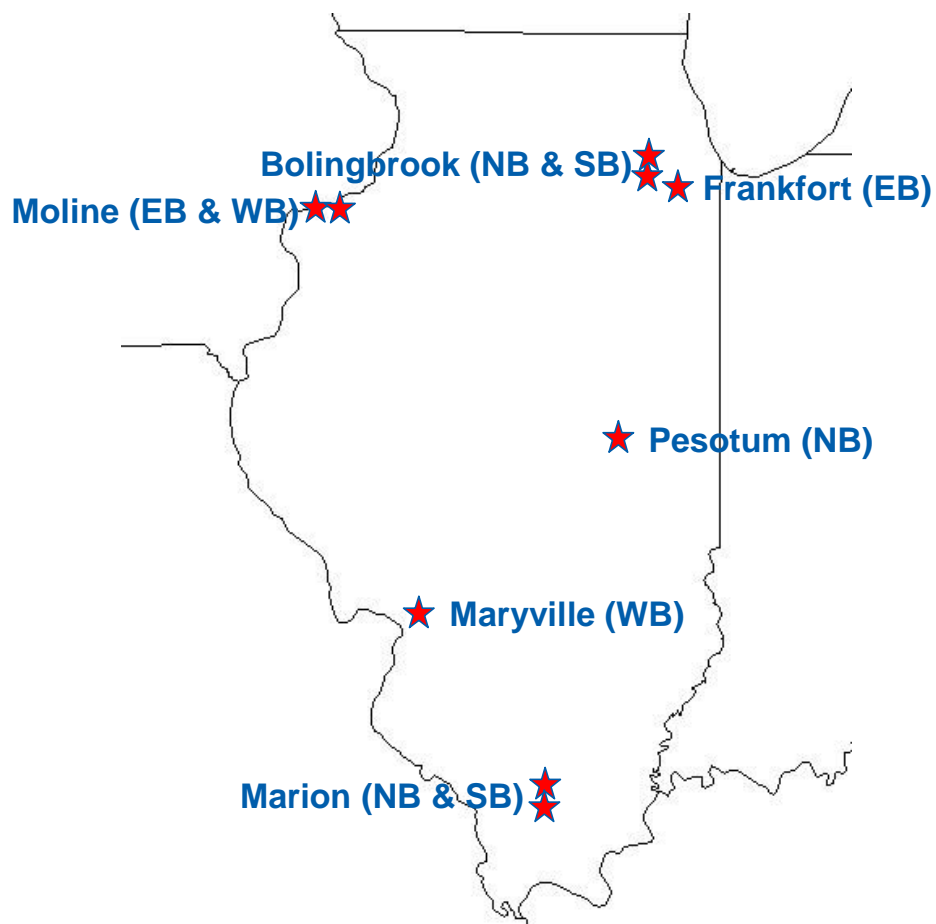 Bolingbrook (NB & SB)
Frankfort (EB)
Moline (EB & WB)
Pesotum (NB)
Maryville (WB)
Marion (NB & SB)